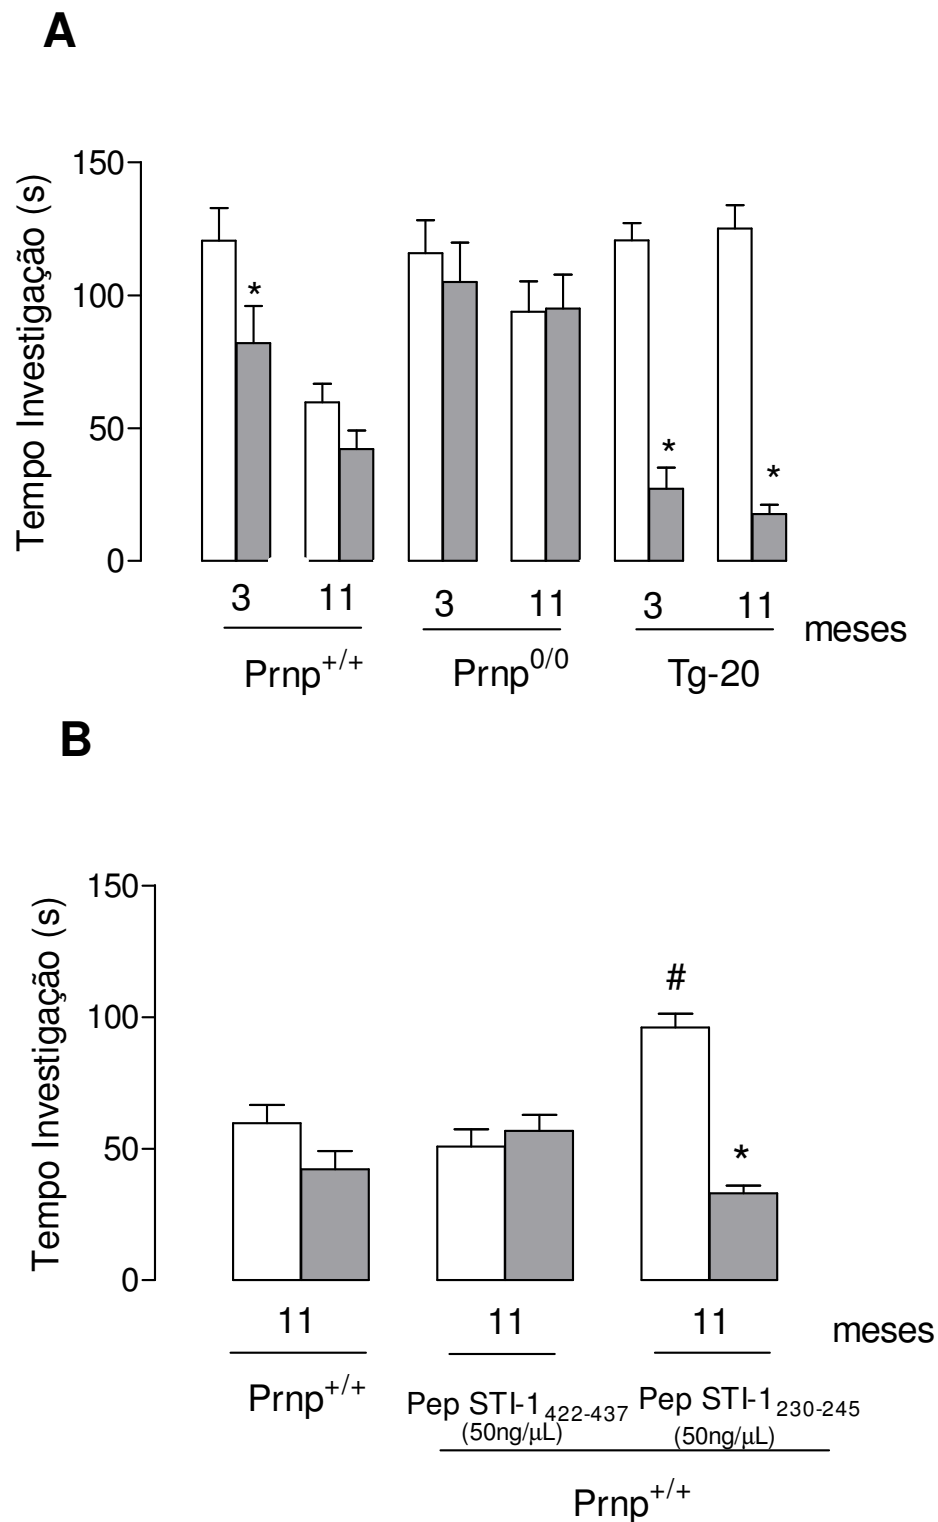 A
Tempo Investigação (s)
150
100
50
0
*
*
*
3 11 3 11 3 11
meses
Prnp+/+ Prnp0/0 Tg-20
B
Tempo Investigação (s)
150
100
50
0
#
*
11 11 11
meses
Prnp+/+ Pep STI-1422-437 Pep STI-1230-245
(50ng/µL) (50ng/µL)
Prnp+/+